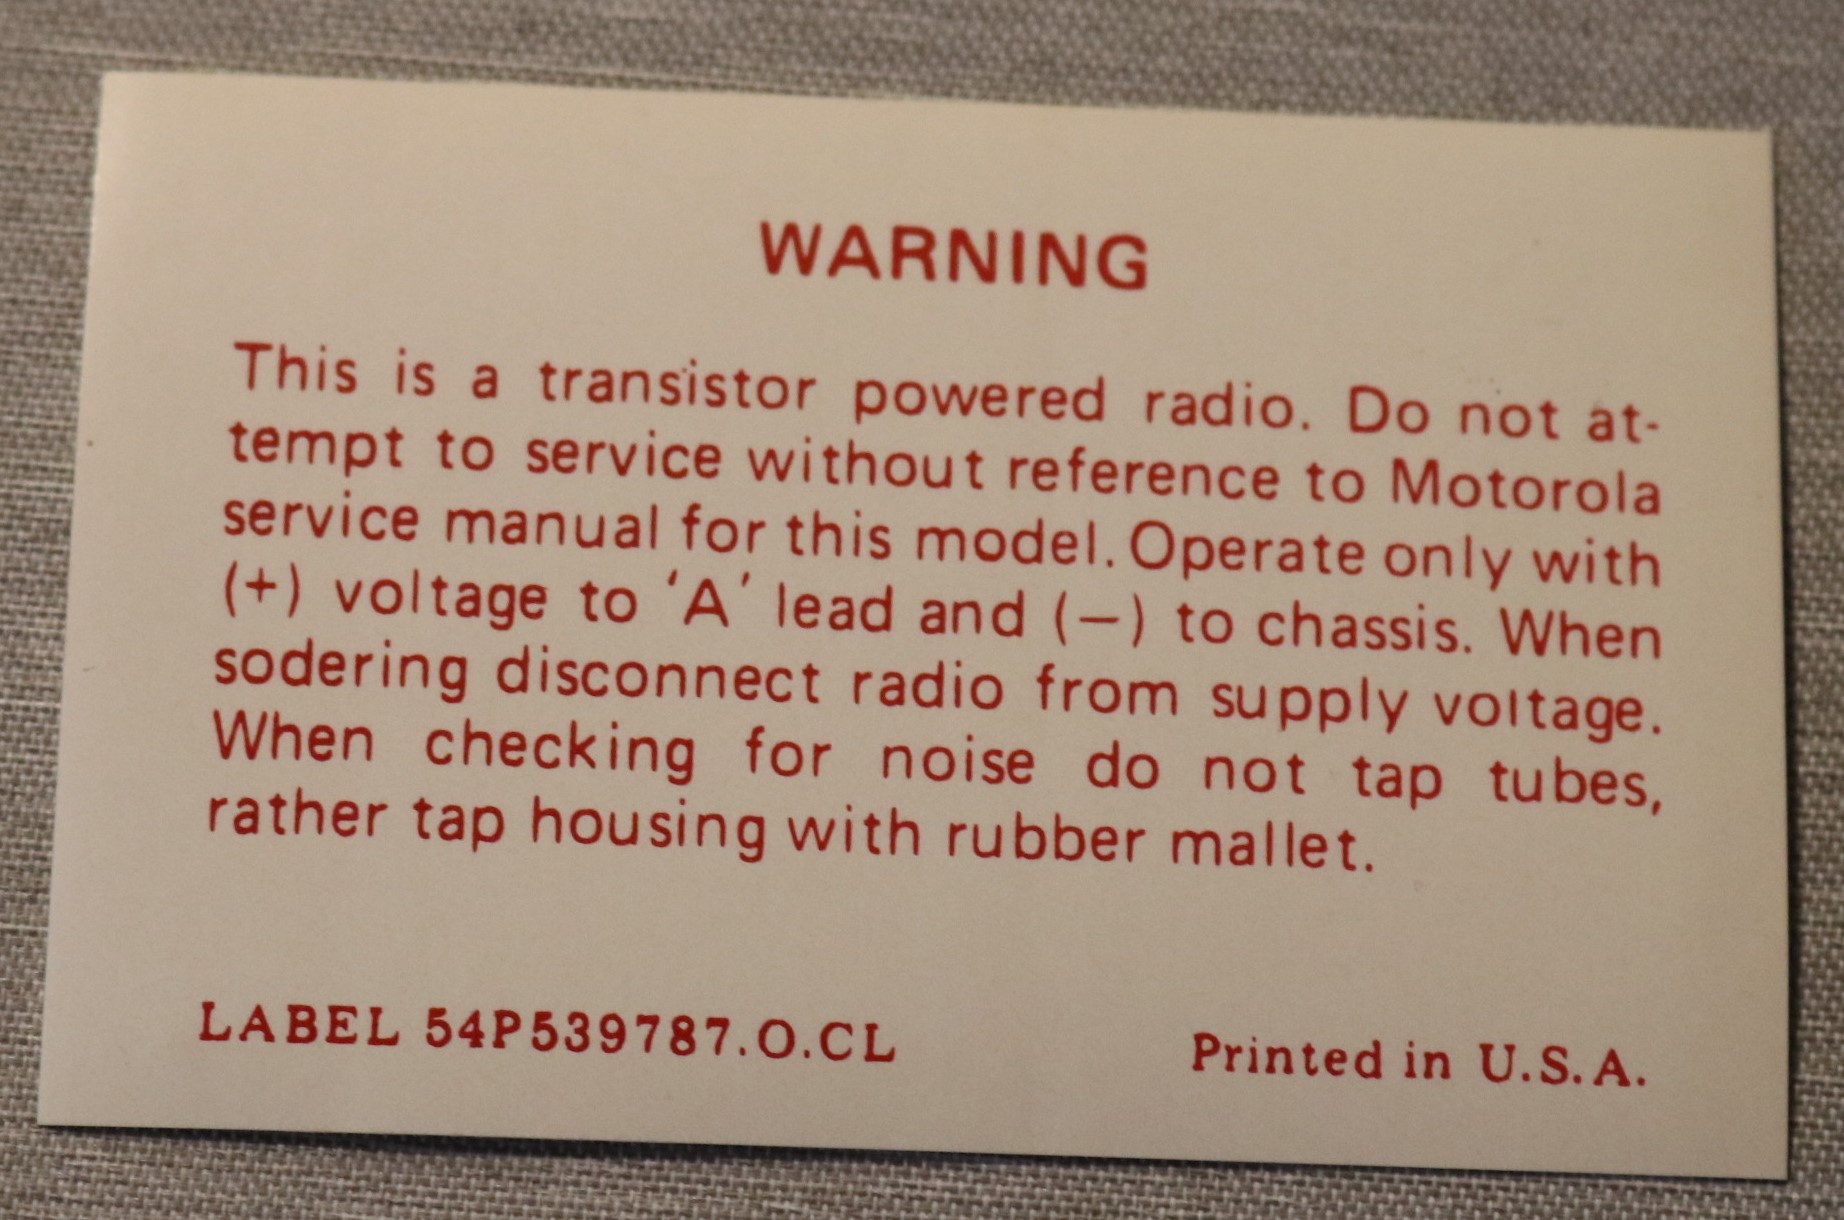 WARNING
This is a transistor powered radio. Do not at-
tempt to service without reference to Motorola
service manual for this model. Operate only with
(+) voltage to 'A' lead and (—) to chassis. When
sodering disconnect radio from supply voltage.
When checking for noise do not tap tubes,
rather tap housing with rubber mallet.
LABEL 54P539787.O.CL
Printed in U.S.A.